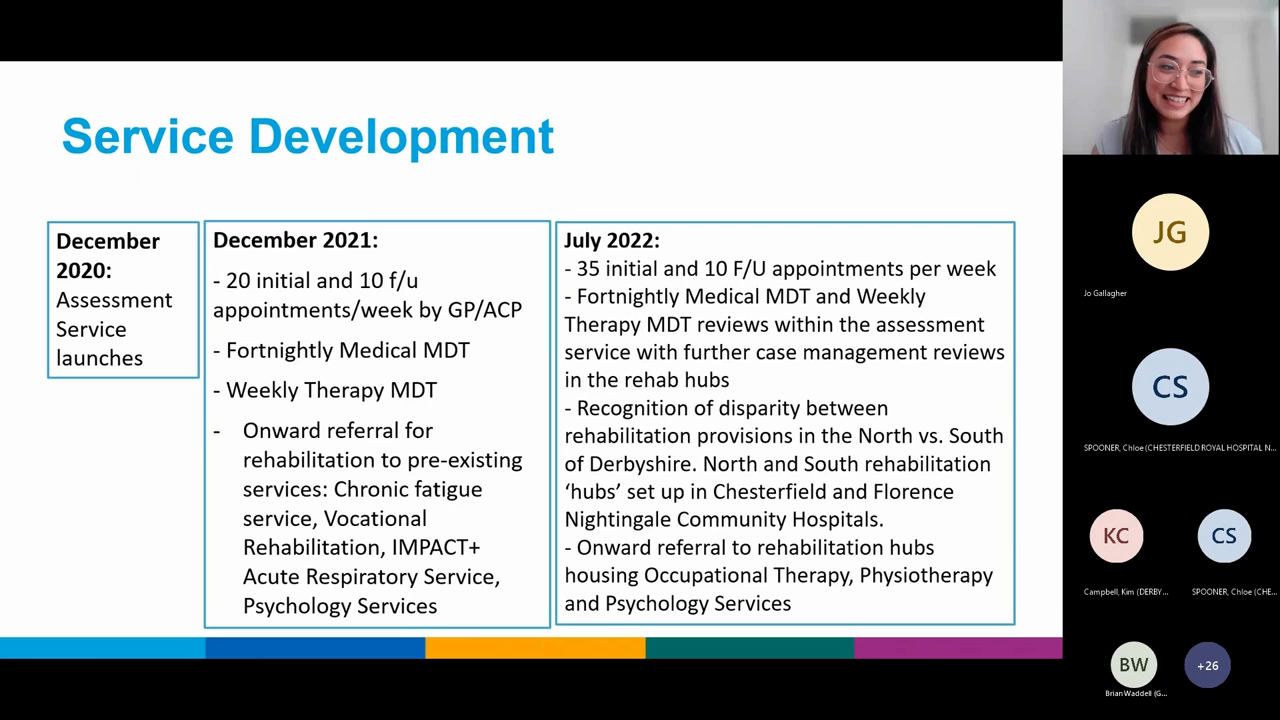 Service Development
December
2020:
Assessment
Service
launches
December 2021:
- 20 initial and 10 f/u
appointments/week by GP/ACP
- Fortnightly Medical MDT
- Weekly Therapy MDT
- Onward referral for
rehabilitation to pre-existing
services: Chronic fatigue
service, Vocational
Rehabilitation, IMPACT+
Acute Respiratory Service,
Psychology Services
July 2022:
- 35 initial and 10 F/U appointments per week
- Fortnightly Medical MDT and Weekly
Therapy MDT reviews within the assessment
service with further case management reviews
in the rehab hubs
- Recognition of disparity between
rehabilitation provisions in the North vs. South
of Derbyshire. North and South rehabilitation
‘hubs’ set up in Chesterfield and Florence
Nightingale Community Hospitals.
- Onward referral to rehabilitation hubs
housing Occupational Therapy, Physiotherapy
and Psychology Services
JG
Jo Gallagher
CS
SPOONER, Chloe (CHESTERFIELD ROYAL HOSPITAL N...
KC
Campbell, Kim (DERBY...
CS
SPOONER, Chloe (CHE...
BW
Brian Waddell (G...
+26